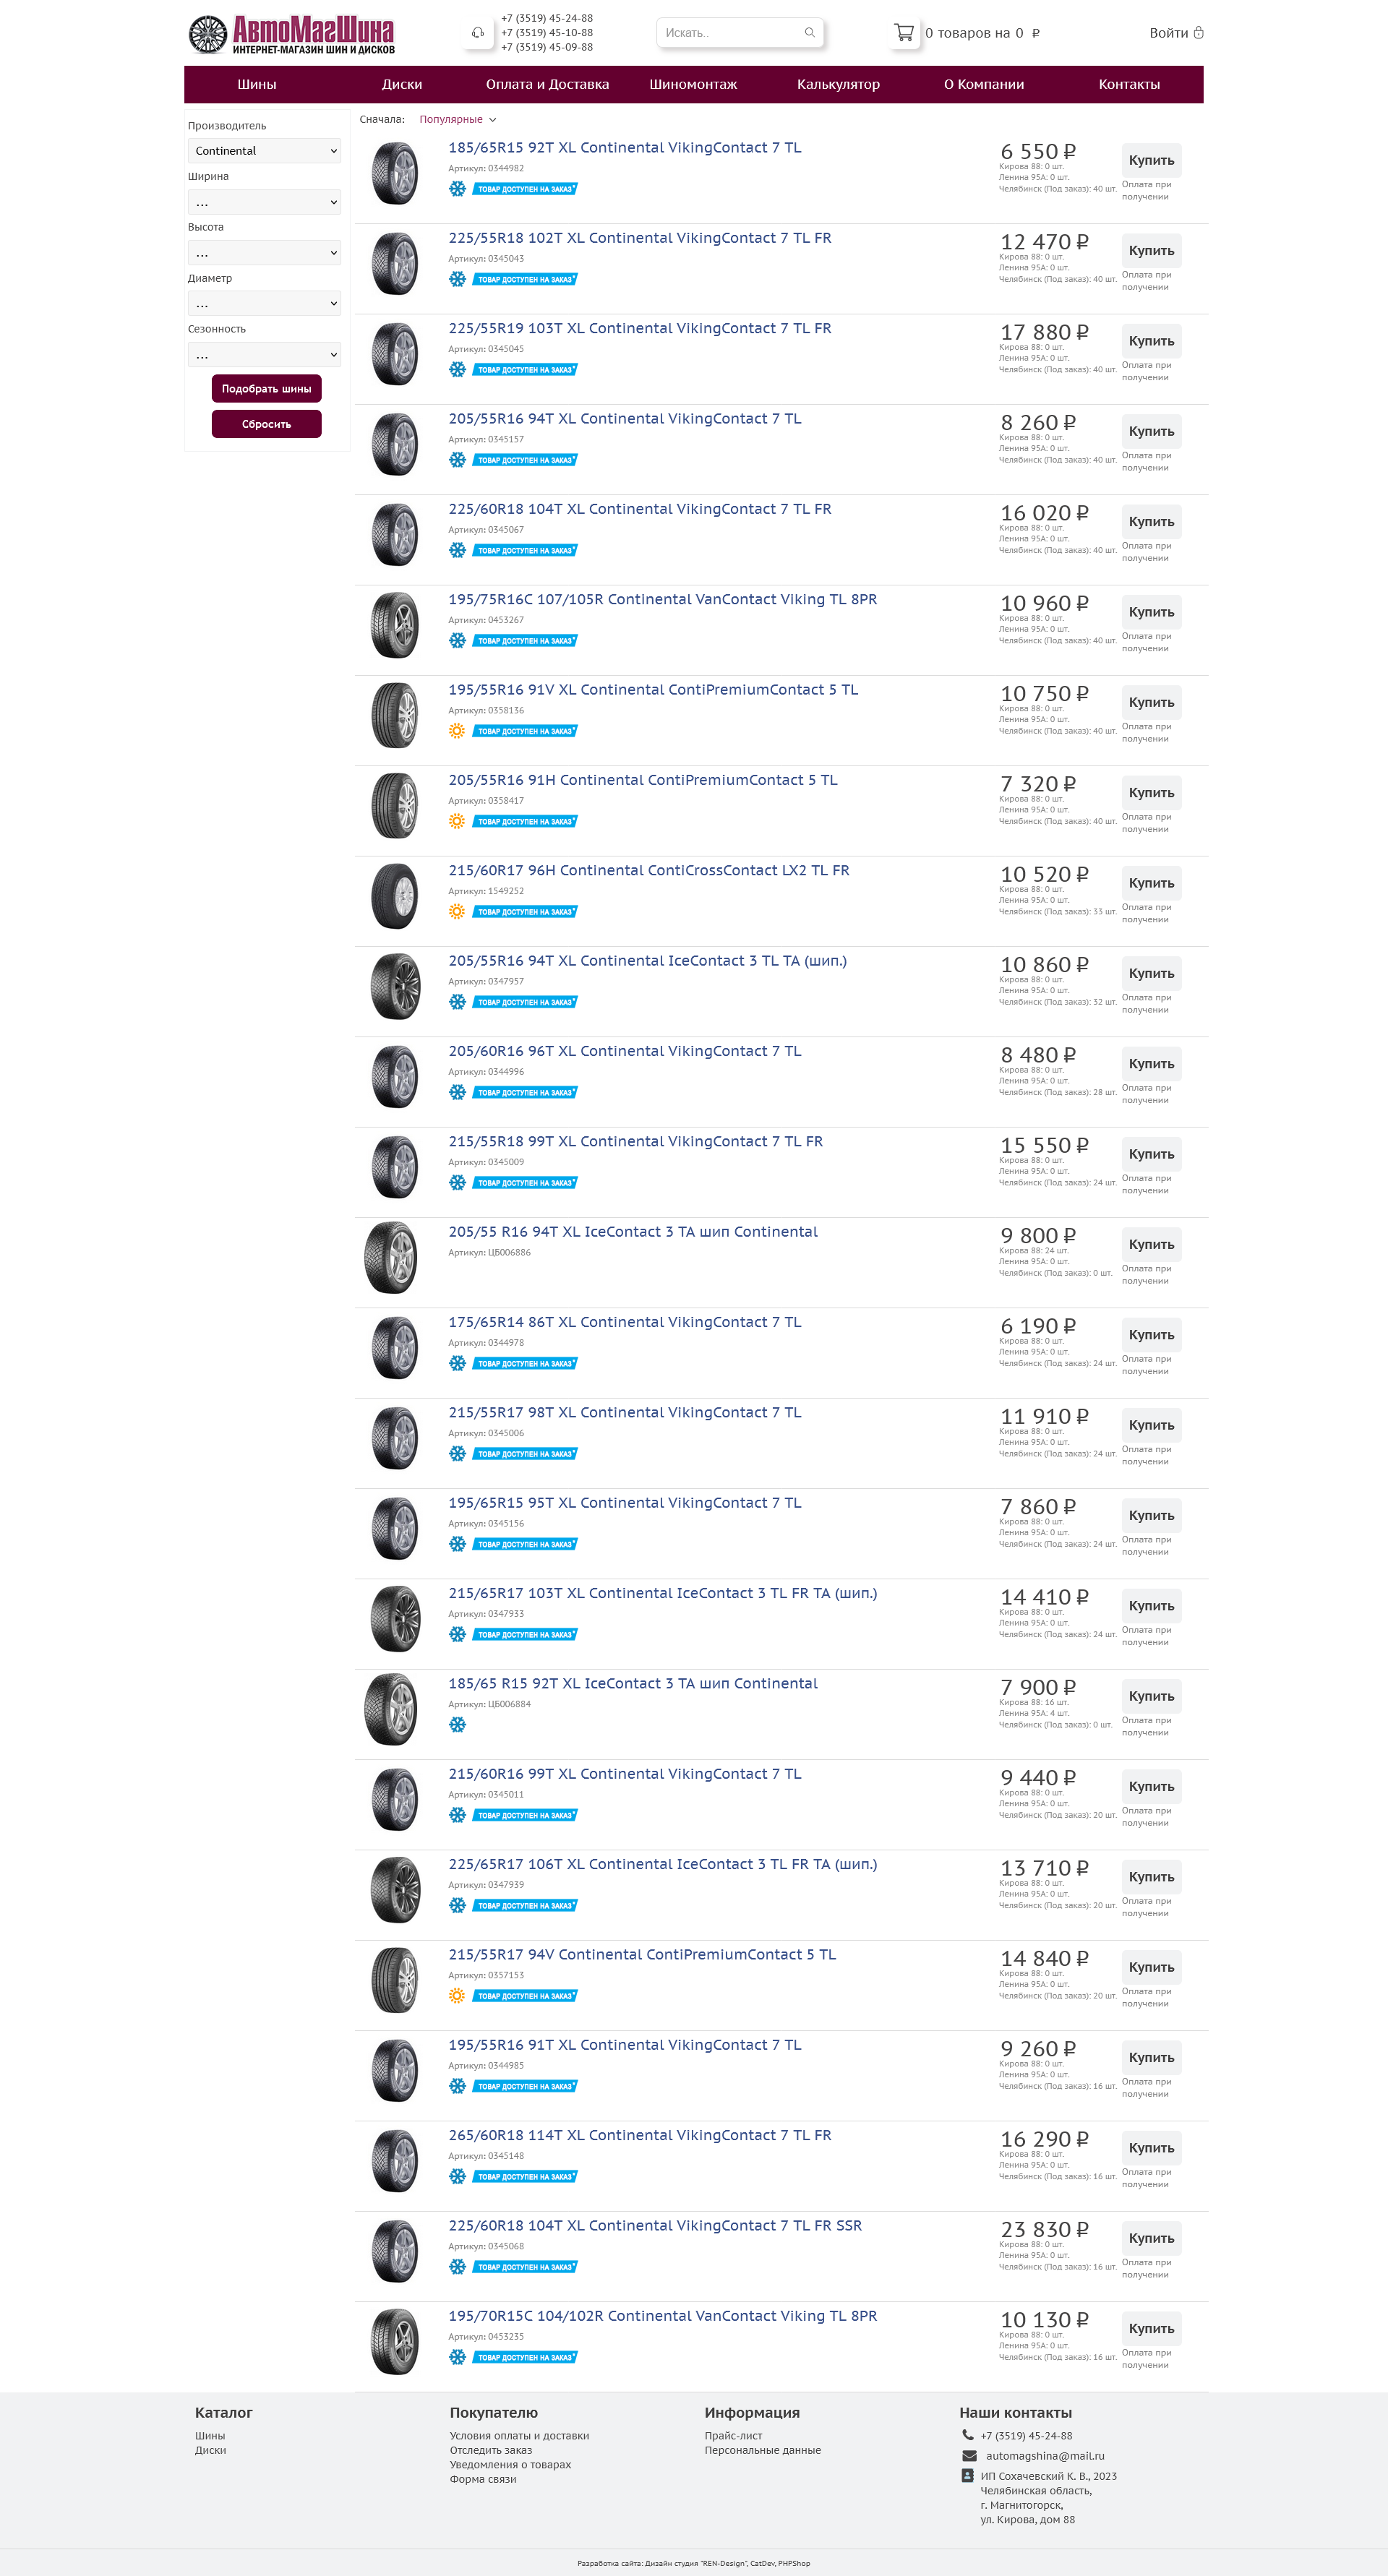 АвтоМагШина
ИНТЕРНЕТ-МАГАЗИН ШИН И ДИСКОВ
+7 (3519) 45-24-88
+7 (3519) 45-10-88
+7 (3519) 45-09-88
Искать..
0 товаров на 0 ₽
Войти
Шины Диски Оплата и Доставка Шиномонтаж Калькулятор О Компании Контакты
Производитель
Continental
Ширина
...
Высота
...
Диаметр
...
Сезонность
...
Подобрать шины
Сбросить
Сначала: Популярные
185/65R15 92T XL Continental VikingContact 7 TL
Артикул: 0344982
ТОВАР ДОСТУПЕН НА ЗАКАЗ
6 550 ₽
Кирова 88: 0 шт.
Ленина 95А: 0 шт.
Челябинск (Под заказ): 40 шт.
Купить
Оплата при
получении
225/55R18 102T XL Continental VikingContact 7 TL FR
Артикул: 0345043
ТОВАР ДОСТУПЕН НА ЗАКАЗ
12 470 ₽
Кирова 88: 0 шт.
Ленина 95А: 0 шт.
Челябинск (Под заказ): 40 шт.
Купить
Оплата при
получении
225/55R19 103T XL Continental VikingContact 7 TL FR
Артикул: 0345045
ТОВАР ДОСТУПЕН НА ЗАКАЗ
17 880 ₽
Кирова 88: 0 шт.
Ленина 95А: 0 шт.
Челябинск (Под заказ): 40 шт.
Купить
Оплата при
получении
205/55R16 94T XL Continental VikingContact 7 TL
Артикул: 0345157
ТОВАР ДОСТУПЕН НА ЗАКАЗ
8 260 ₽
Кирова 88: 0 шт.
Ленина 95А: 0 шт.
Челябинск (Под заказ): 40 шт.
Купить
Оплата при
получении
225/60R18 104T XL Continental VikingContact 7 TL FR
Артикул: 0345067
ТОВАР ДОСТУПЕН НА ЗАКАЗ
16 020 ₽
Кирова 88: 0 шт.
Ленина 95А: 0 шт.
Челябинск (Под заказ): 40 шт.
Купить
Оплата при
получении
195/75R16C 107/105R Continental VanContact Viking TL 8PR
Артикул: 0453267
ТОВАР ДОСТУПЕН НА ЗАКАЗ
10 960 ₽
Кирова 88: 0 шт.
Ленина 95А: 0 шт.
Челябинск (Под заказ): 40 шт.
Купить
Оплата при
получении
195/55R16 91V XL Continental ContiPremiumContact 5 TL
Артикул: 0358136
ТОВАР ДОСТУПЕН НА ЗАКАЗ
10 750 ₽
Кирова 88: 0 шт.
Ленина 95А: 0 шт.
Челябинск (Под заказ): 40 шт.
Купить
Оплата при
получении
205/55R16 91H Continental ContiPremiumContact 5 TL
Артикул: 0358417
ТОВАР ДОСТУПЕН НА ЗАКАЗ
7 320 ₽
Кирова 88: 0 шт.
Ленина 95А: 0 шт.
Челябинск (Под заказ): 40 шт.
Купить
Оплата при
получении
215/60R17 96H Continental ContiCrossContact LX2 TL FR
Артикул: 1549252
ТОВАР ДОСТУПЕН НА ЗАКАЗ
10 520 ₽
Кирова 88: 0 шт.
Ленина 95А: 0 шт.
Челябинск (Под заказ): 33 шт.
Купить
Оплата при
получении
205/55R16 94T XL Continental IceContact 3 TL TA (шип.)
Артикул: 0347957
ТОВАР ДОСТУПЕН НА ЗАКАЗ
10 860 ₽
Кирова 88: 0 шт.
Ленина 95А: 0 шт.
Челябинск (Под заказ): 32 шт.
Купить
Оплата при
получении
205/60R16 96T XL Continental VikingContact 7 TL
Артикул: 0344996
ТОВАР ДОСТУПЕН НА ЗАКАЗ
8 480 ₽
Кирова 88: 0 шт.
Ленина 95А: 0 шт.
Челябинск (Под заказ): 28 шт.
Купить
Оплата при
получении
215/55R18 99T XL Continental VikingContact 7 TL FR
Артикул: 0345009
ТОВАР ДОСТУПЕН НА ЗАКАЗ
15 550 ₽
Кирова 88: 0 шт.
Ленина 95А: 0 шт.
Челябинск (Под заказ): 24 шт.
Купить
Оплата при
получении
205/55 R16 94T XL IceContact 3 TA шип Continental
Артикул: ЦБ006886
9 800 ₽
Кирова 88: 24 шт.
Ленина 95А: 0 шт.
Челябинск (Под заказ): 0 шт.
Купить
Оплата при
получении
175/65R14 86T XL Continental VikingContact 7 TL
Артикул: 0344978
ТОВАР ДОСТУПЕН НА ЗАКАЗ
6 190 ₽
Кирова 88: 0 шт.
Ленина 95А: 0 шт.
Челябинск (Под заказ): 24 шт.
Купить
Оплата при
получении
215/55R17 98T XL Continental VikingContact 7 TL
Артикул: 0345006
ТОВАР ДОСТУПЕН НА ЗАКАЗ
11 910 ₽
Кирова 88: 0 шт.
Ленина 95А: 0 шт.
Челябинск (Под заказ): 24 шт.
Купить
Оплата при
получении
195/65R15 95T XL Continental VikingContact 7 TL
Артикул: 0345156
ТОВАР ДОСТУПЕН НА ЗАКАЗ
7 860 ₽
Кирова 88: 0 шт.
Ленина 95А: 0 шт.
Челябинск (Под заказ): 24 шт.
Купить
Оплата при
получении
215/65R17 103T XL Continental IceContact 3 TL FR TA (шип.)
Артикул: 0347933
ТОВАР ДОСТУПЕН НА ЗАКАЗ
14 410 ₽
Кирова 88: 0 шт.
Ленина 95А: 0 шт.
Челябинск (Под заказ): 24 шт.
Купить
Оплата при
получении
185/65 R15 92T XL IceContact 3 TA шип Continental
Артикул: ЦБ006884
7 900 ₽
Кирова 88: 16 шт.
Ленина 95А: 4 шт.
Челябинск (Под заказ): 0 шт.
Купить
Оплата при
получении
215/60R16 99T XL Continental VikingContact 7 TL
Артикул: 0345011
ТОВАР ДОСТУПЕН НА ЗАКАЗ
9 440 ₽
Кирова 88: 0 шт.
Ленина 95А: 0 шт.
Челябинск (Под заказ): 20 шт.
Купить
Оплата при
получении
225/65R17 106T XL Continental IceContact 3 TL FR TA (шип.)
Артикул: 0347939
ТОВАР ДОСТУПЕН НА ЗАКАЗ
13 710 ₽
Кирова 88: 0 шт.
Ленина 95А: 0 шт.
Челябинск (Под заказ): 20 шт.
Купить
Оплата при
получении
215/55R17 94V Continental ContiPremiumContact 5 TL
Артикул: 0357153
ТОВАР ДОСТУПЕН НА ЗАКАЗ
14 840 ₽
Кирова 88: 0 шт.
Ленина 95А: 0 шт.
Челябинск (Под заказ): 20 шт.
Купить
Оплата при
получении
195/55R16 91T XL Continental VikingContact 7 TL
Артикул: 0344985
ТОВАР ДОСТУПЕН НА ЗАКАЗ
9 260 ₽
Кирова 88: 0 шт.
Ленина 95А: 0 шт.
Челябинск (Под заказ): 16 шт.
Купить
Оплата при
получении
265/60R18 114T XL Continental VikingContact 7 TL FR
Артикул: 0345148
ТОВАР ДОСТУПЕН НА ЗАКАЗ
16 290 ₽
Кирова 88: 0 шт.
Ленина 95А: 0 шт.
Челябинск (Под заказ): 16 шт.
Купить
Оплата при
получении
225/60R18 104T XL Continental VikingContact 7 TL FR SSR
Артикул: 0345068
ТОВАР ДОСТУПЕН НА ЗАКАЗ
23 830 ₽
Кирова 88: 0 шт.
Ленина 95А: 0 шт.
Челябинск (Под заказ): 16 шт.
Купить
Оплата при
получении
195/70R15C 104/102R Continental VanContact Viking TL 8PR
Артикул: 0453235
ТОВАР ДОСТУПЕН НА ЗАКАЗ
10 130 ₽
Кирова 88: 0 шт.
Ленина 95А: 0 шт.
Челябинск (Под заказ): 16 шт.
Купить
Оплата при
получении
Каталог
Шины
Диски
Покупателю
Условия оплаты и доставки
Отследить заказ
Уведомления о товарах
Форма связи
Информация
Прайс-лист
Персональные данные
Наши контакты
+7 (3519) 45-24-88
automagshina@mail.ru
ИП Сохачевский К. В., 2023
Челябинская область,
г. Магнитогорск,
ул. Кирова, дом 88
Разработка сайта: Дизайн студия "REN-Design", CatDev, PHPShop